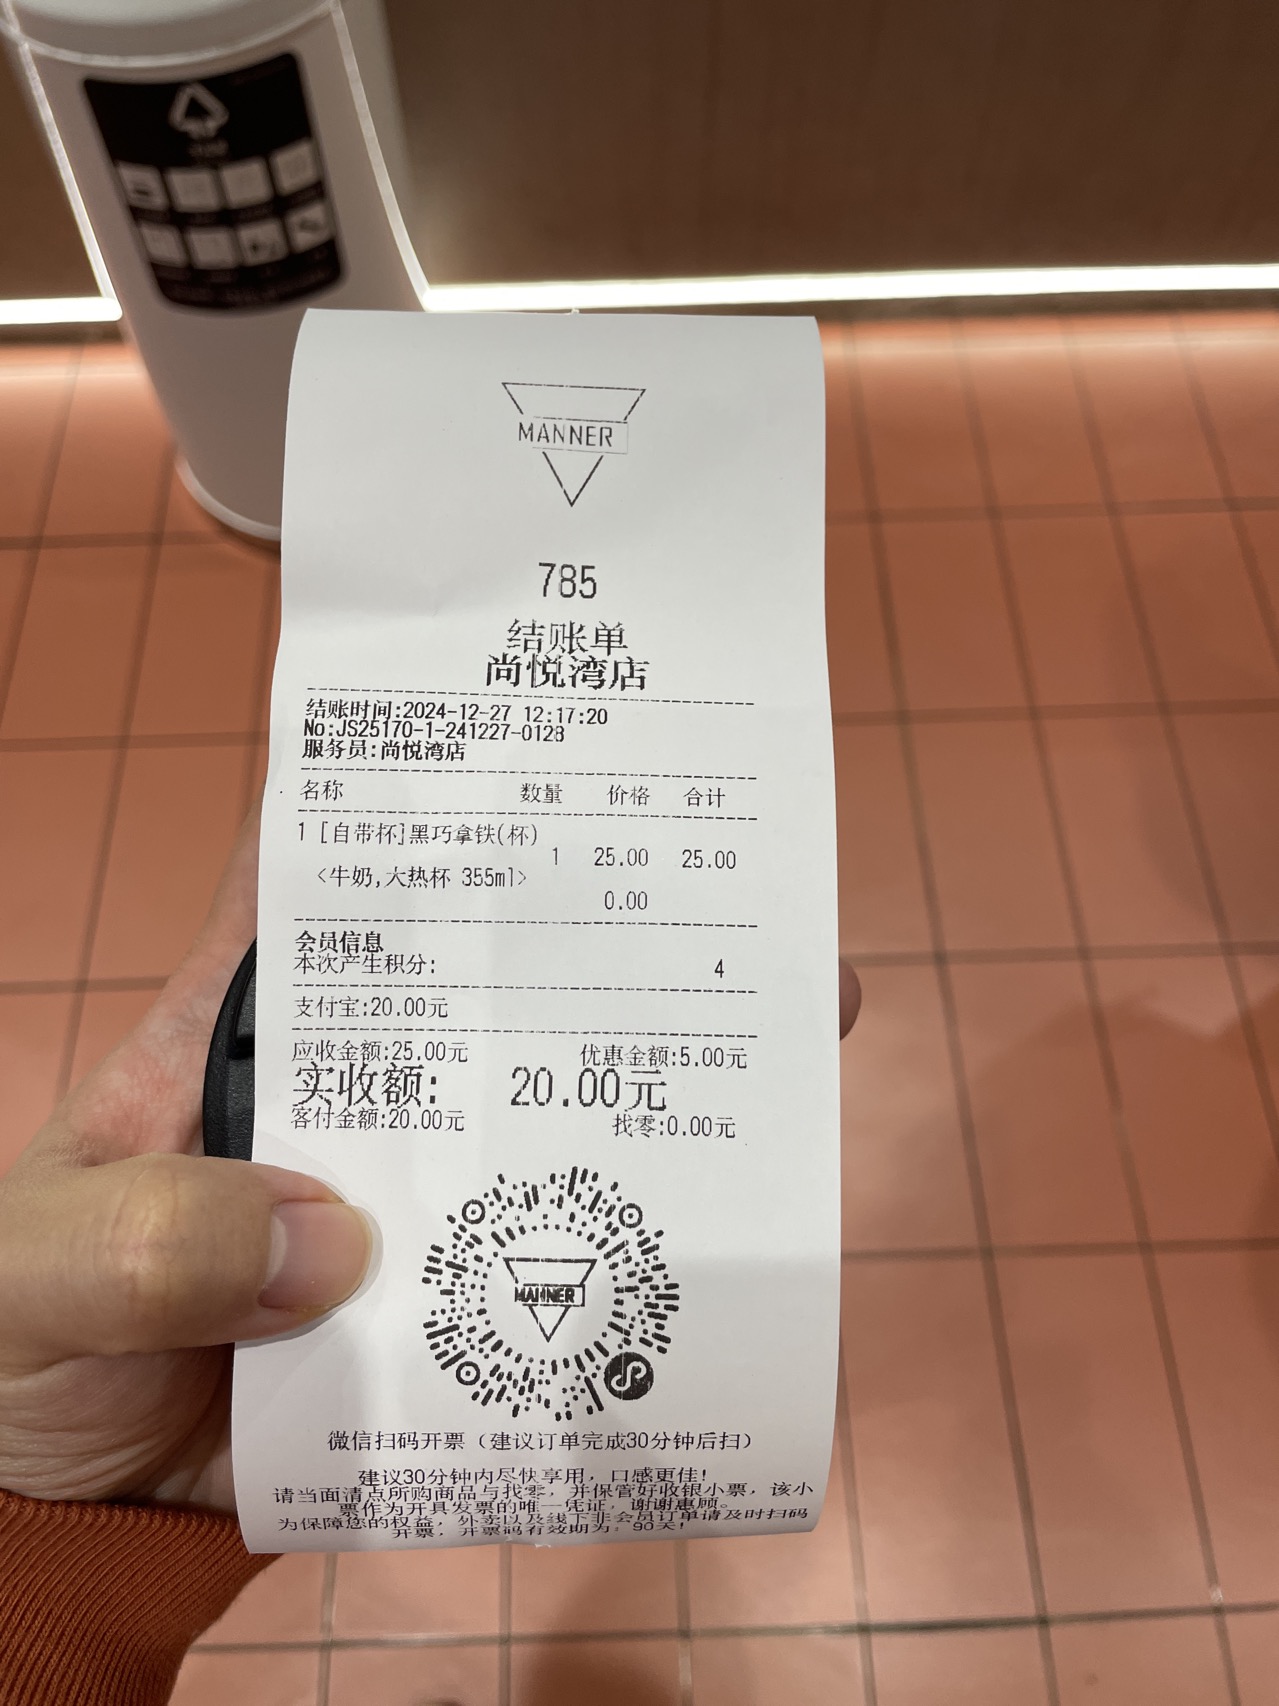 MANNER
785
结账单
尚悦湾店
结账时间:2024-12-27 12:17:20
No:JS25170-1-241227-0128
服务员:尚悦湾店
名称 数量 价格 合计
1 [自带杯]黑巧拿铁(杯)
1 25.00 25.00
<牛奶,大热杯 355ml>
0.00
会员信息
本次产生积分: 4
支付宝:20.00元
应收金额:25.00元 优惠金额:5.00元
实收额: 20.00元
客付金额:20.00元 找零:0.00元
MANNER
微信扫码开票（建议订单完成30分钟后扫）
建议30分钟内尽快享用，口感更佳!
请当面清点所购商品与找零，并保管好收银小票，该小
票作为开具发票的唯一凭证，谢谢惠顾。
为保障您的权益，外卖以及线下非会员订单请及时扫码
开票，开票码有效期为：90天!